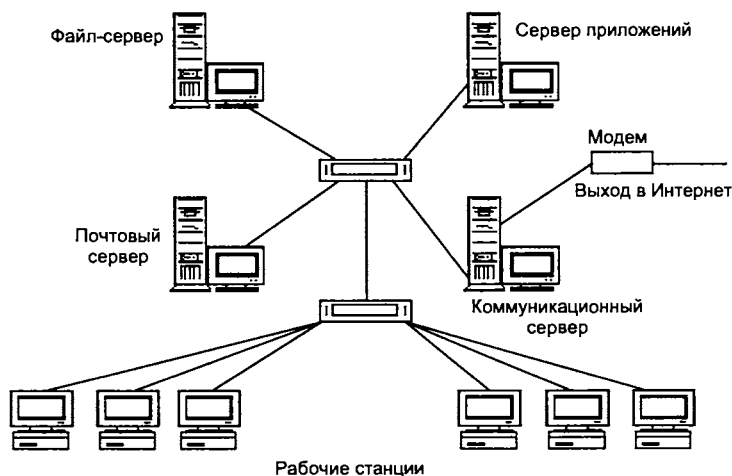 Файл-сервер
Сервер приложений
Модем
Выход в Интернет
Почтовый
сервер
Коммуникационный
сервер
Рабочие станции